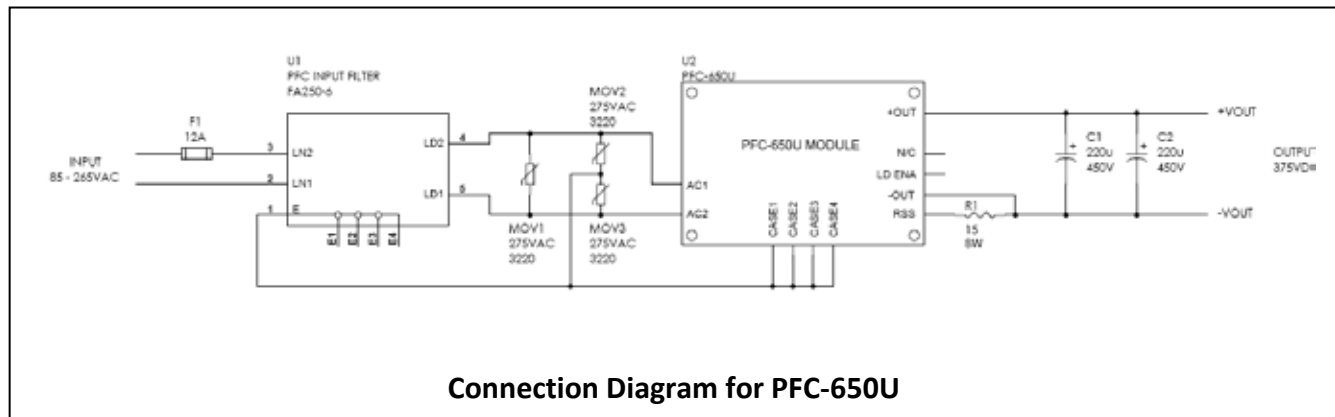 U1
PFC INPUT FILTER
FA250-6
F1
12A
INPUT
85 - 265VAC
3
LN2
2
LN1
1
E
E1
E2
E3
E4
LD2
4
LD1
5
MOV2
275VAC
3220
MOV1
275VAC
3220
MOV3
275VAC
3220
U2
PFC-650U
PFC-650U MODULE
AC1
AC2
CASE1
CASE2
CASE3
CASE4
+OUT
N/C
LD ENA
-OUT
RSS
R1
15
8W
C1
220u
450V
C2
220u
450V
+VOUT
OUTPUT
375VD
-VOUT
Connection Diagram for PFC-650U